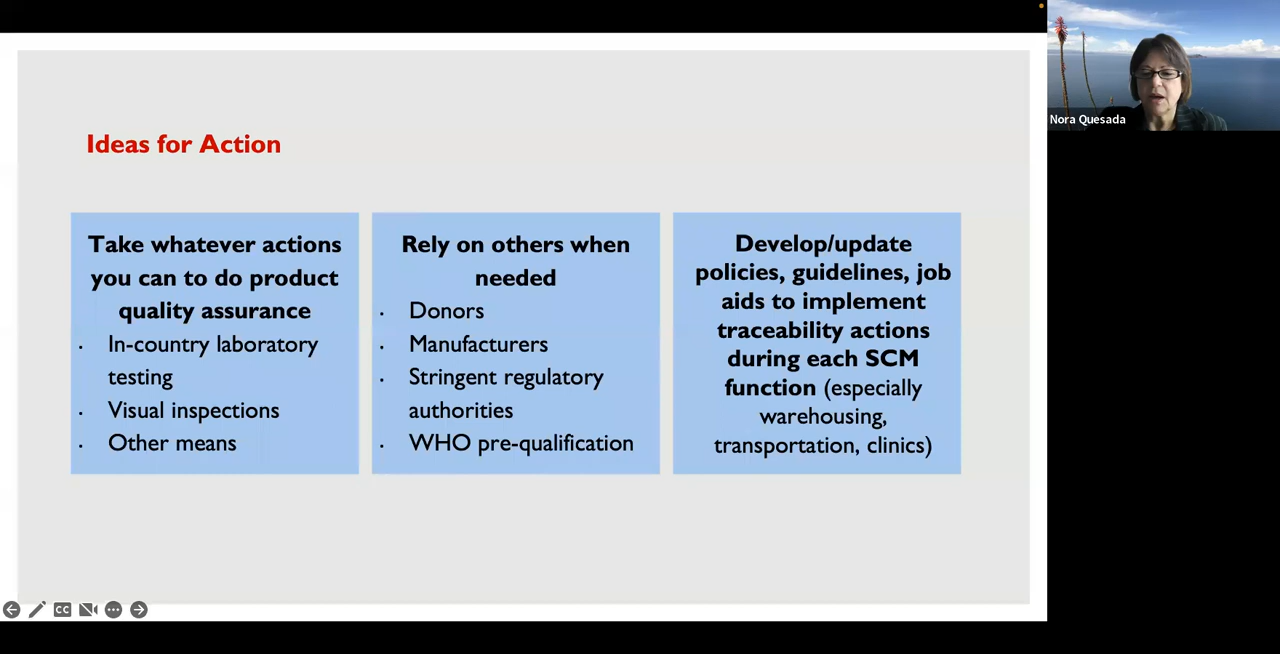 Ideas for Action
Take whatever actions
you can to do product
quality assurance
• In-country laboratory
testing
• Visual inspections
• Other means
Rely on others when
needed
• Donors
• Manufacturers
• Stringent regulatory
authorities
• WHO pre-qualification
Develop/update
policies, guidelines, job
aids to implement
traceability actions
during each SCM
function (especially
warehousing,
transportation, clinics)
Nora Quesada
CC